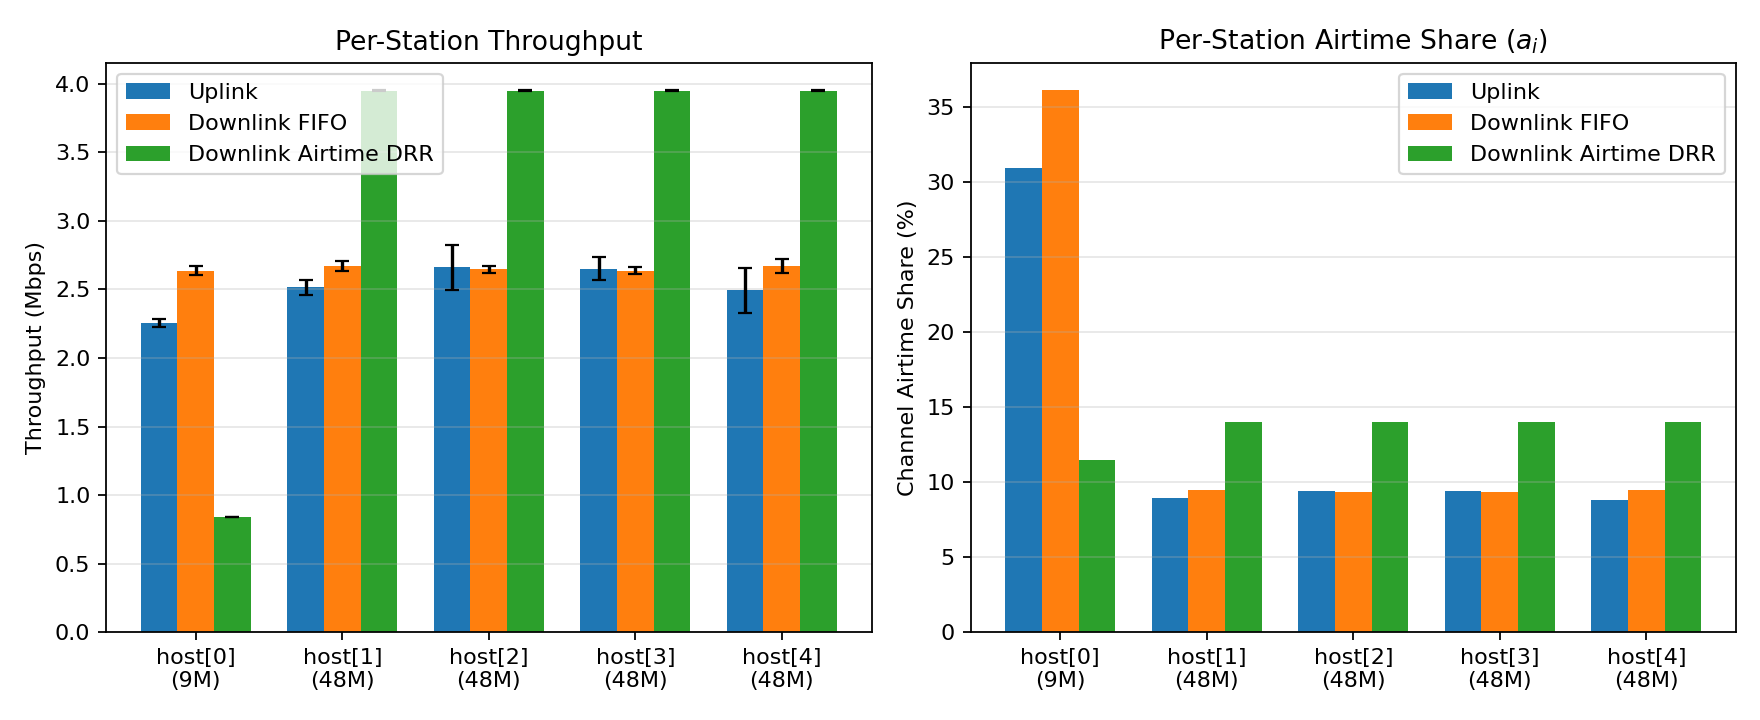 Per-Station Throughput
Throughput (Mbps)
4.0
3.5
3.0
2.5
2.0
1.5
1.0
0.5
0.0
Uplink
Downlink FIFO
Downlink Airtime DRR
host[0]
(9M)
host[1]
(48M)
host[2]
(48M)
host[3]
(48M)
host[4]
(48M)
Per-Station Airtime Share (aᵢ)
Channel Airtime Share (%)
35
30
25
20
15
10
5
0
Uplink
Downlink FIFO
Downlink Airtime DRR
host[0]
(9M)
host[1]
(48M)
host[2]
(48M)
host[3]
(48M)
host[4]
(48M)